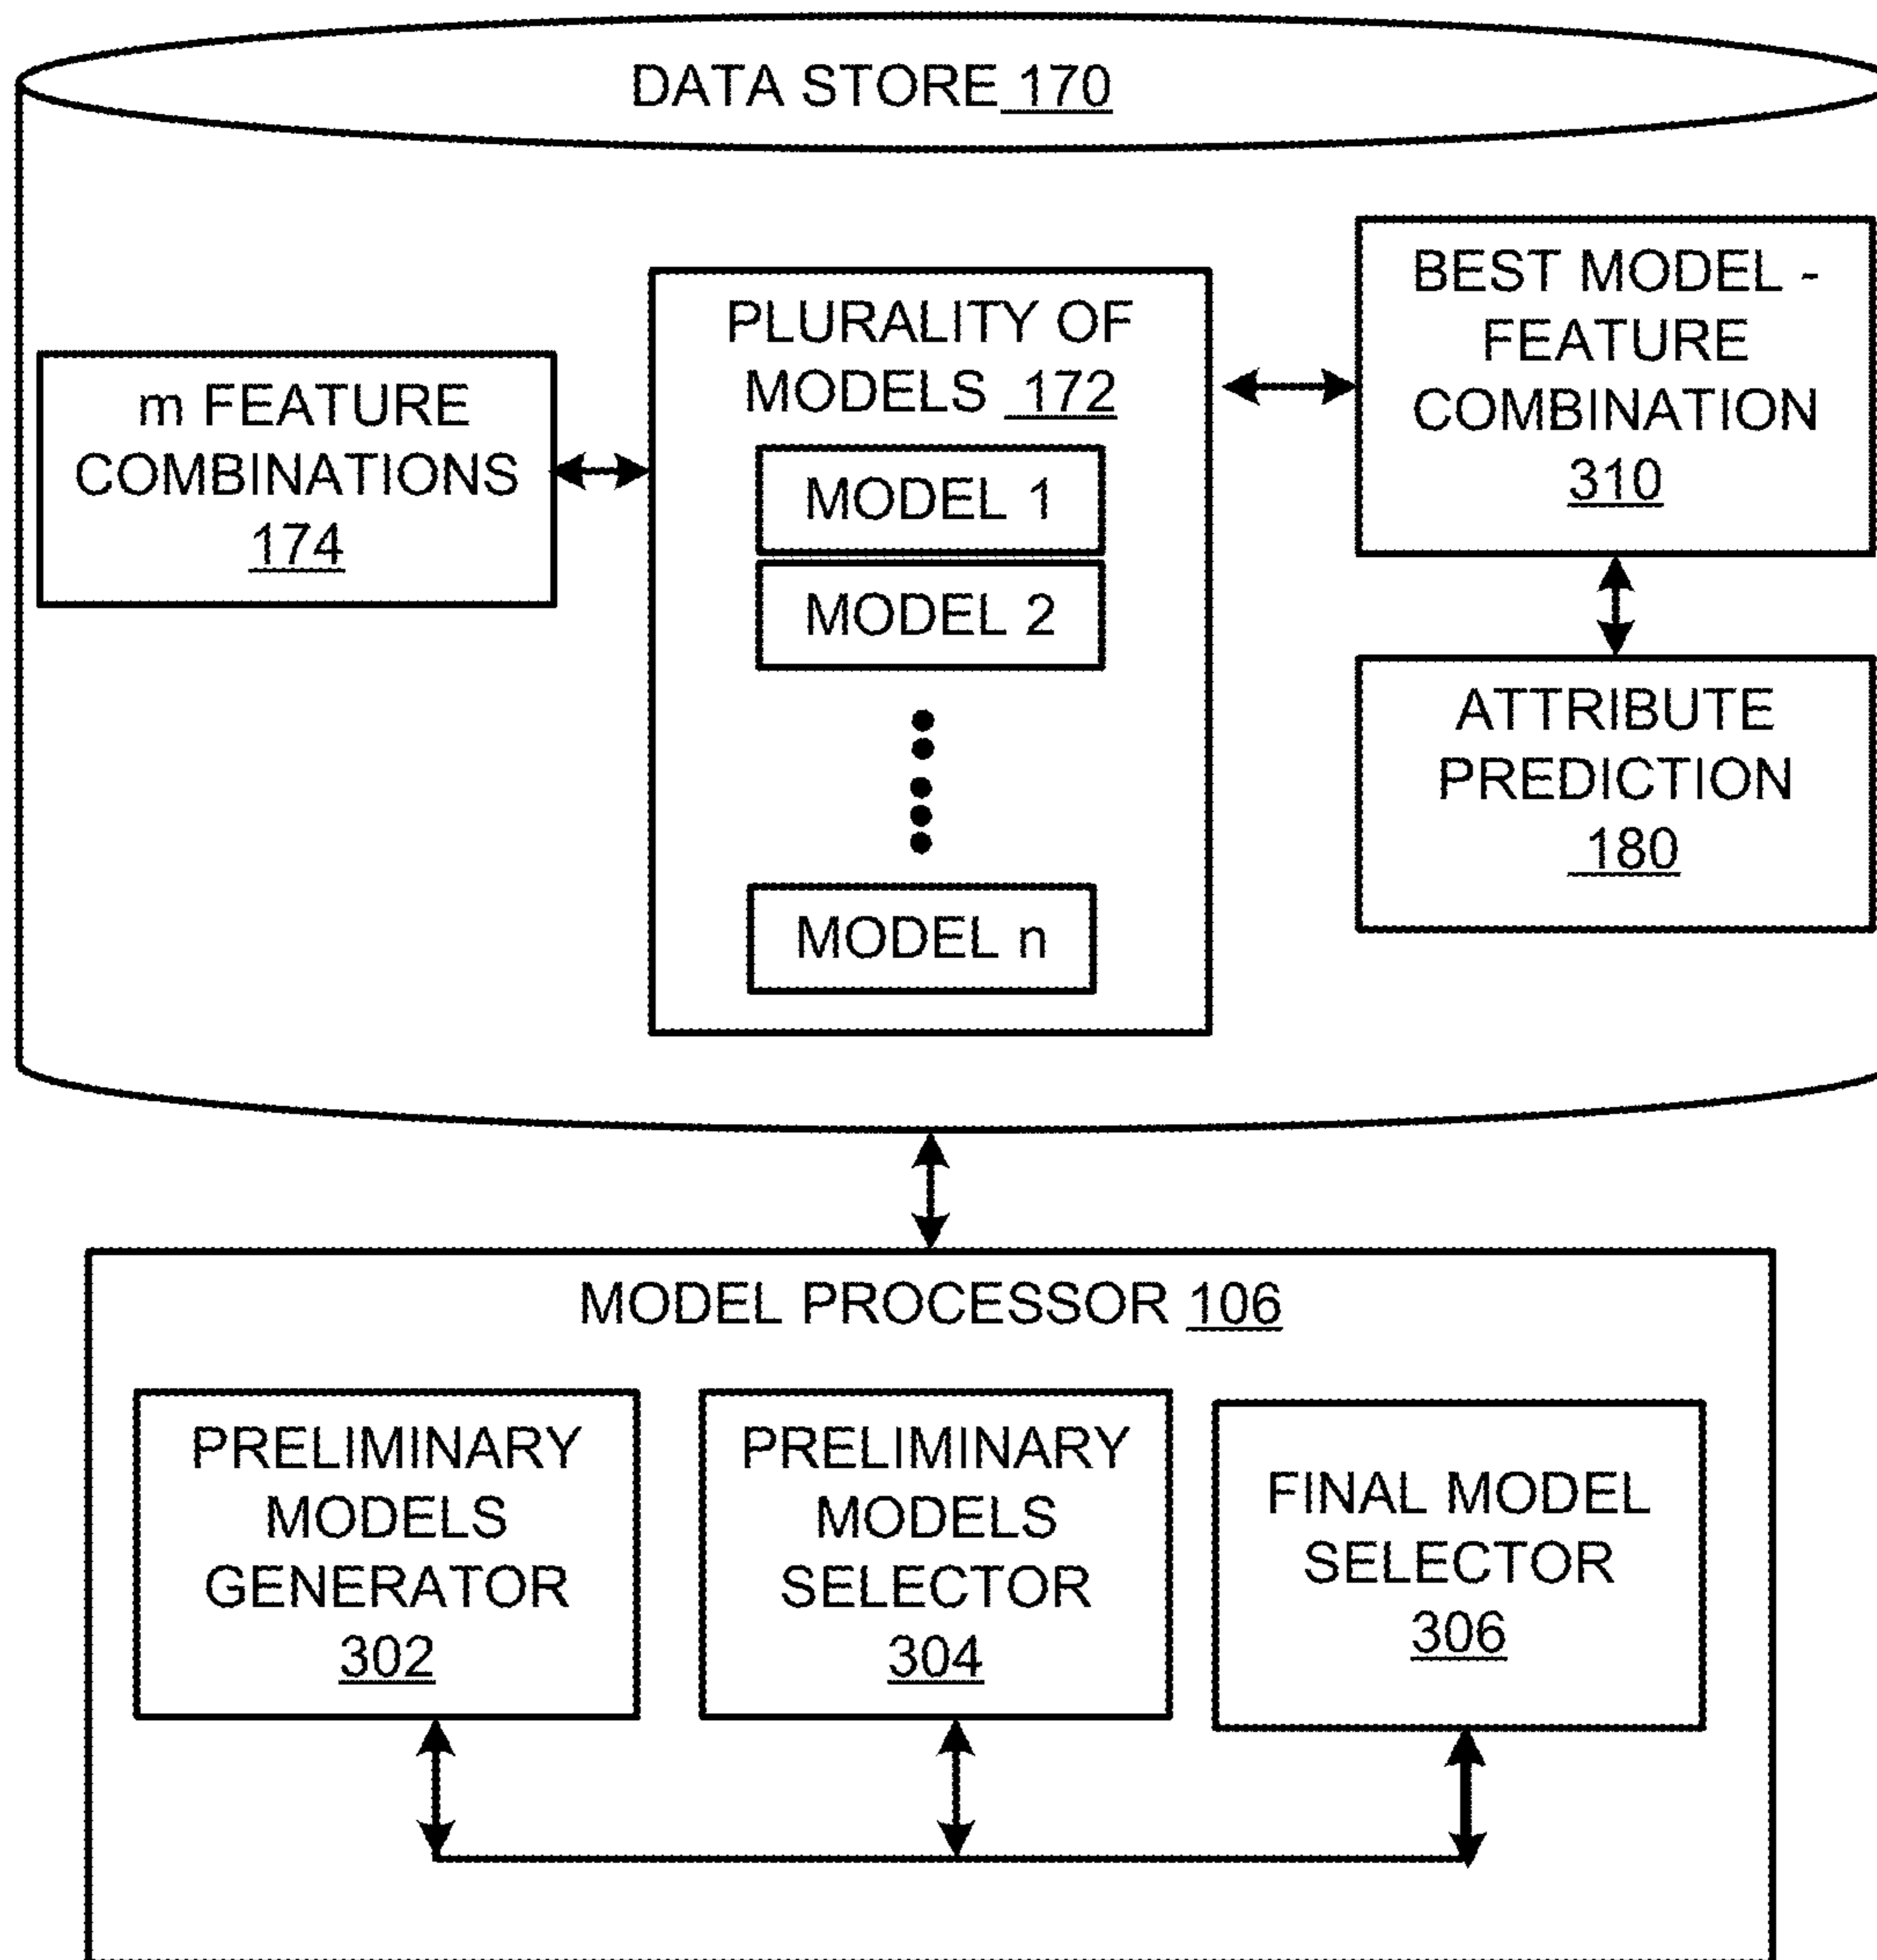 DATA STORE 170
m FEATURE
COMBINATIONS
174
PLURALITY OF
MODELS 172
MODEL 1
MODEL 2
MODEL n
BEST MODEL -
FEATURE
COMBINATION
310
ATTRIBUTE
PREDICTION
180
MODEL PROCESSOR 106
PRELIMINARY
MODELS
GENERATOR
302
PRELIMINARY
MODELS
SELECTOR
304
FINAL MODEL
SELECTOR
306